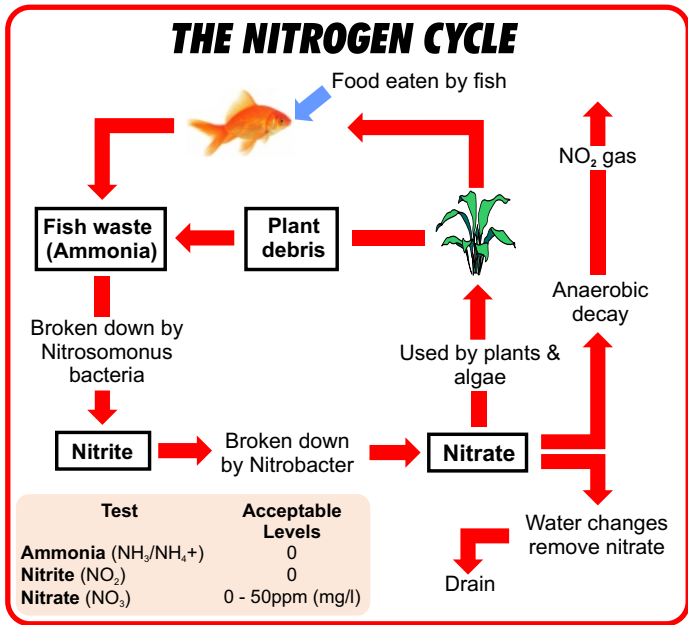 THE NITROGEN CYCLE
Food eaten by fish
NO₂ gas
Fish waste
(Ammonia)
Plant
debris
Anaerobic
decay
Broken down by
Nitrosomonus
bacteria
Used by plants &
algae
Nitrite
Broken down
by Nitrobacter
Nitrate
Water changes
remove nitrate
Drain
Test Acceptable
Levels
Ammonia (NH₃/NH₄+) 0
Nitrite (NO₂) 0
Nitrate (NO₃) 0 - 50ppm (mg/l)